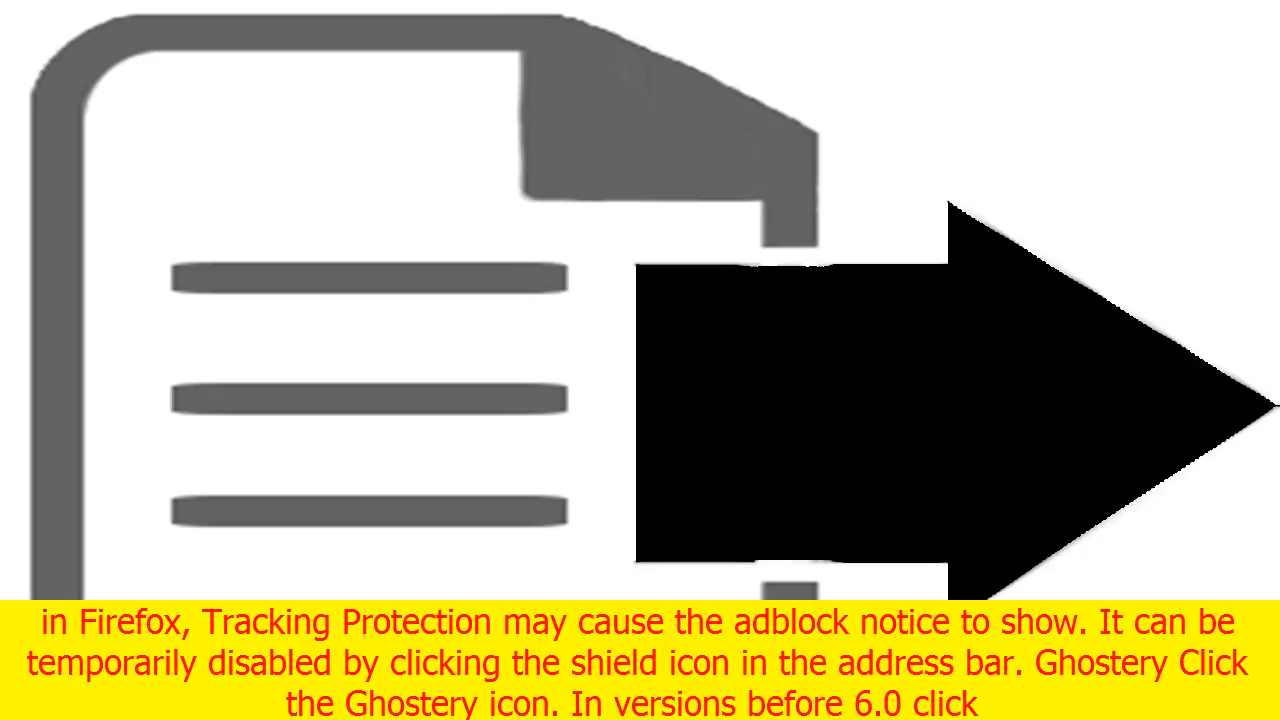 in Firefox, Tracking Protection may cause the adblock notice to show. It can be
temporarily disabled by clicking the shield icon in the address bar. Ghostery Click
the Ghostery icon. In versions before 6.0 click